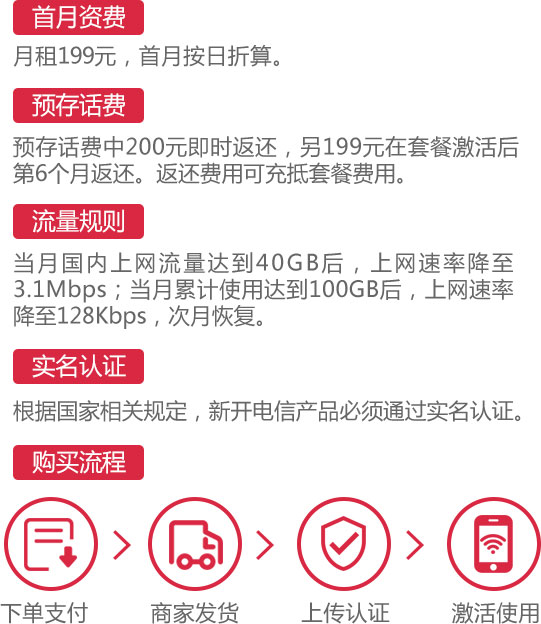 首月资费
月租199元，首月按日折算。
预存话费
预存话费中200元即时返还，另199元在套餐激活后
第6个月返还。返还费用可充抵套餐费用。
流量规则
当月国内上网流量达到40GB后，上网速率降至
3.1Mbps；当月累计使用达到100GB后，上网速率
降至128Kbps，次月恢复。
实名认证
根据国家相关规定，新开电信产品必须通过实名认证。
购买流程
下单支付 商家发货 上传认证 激活使用